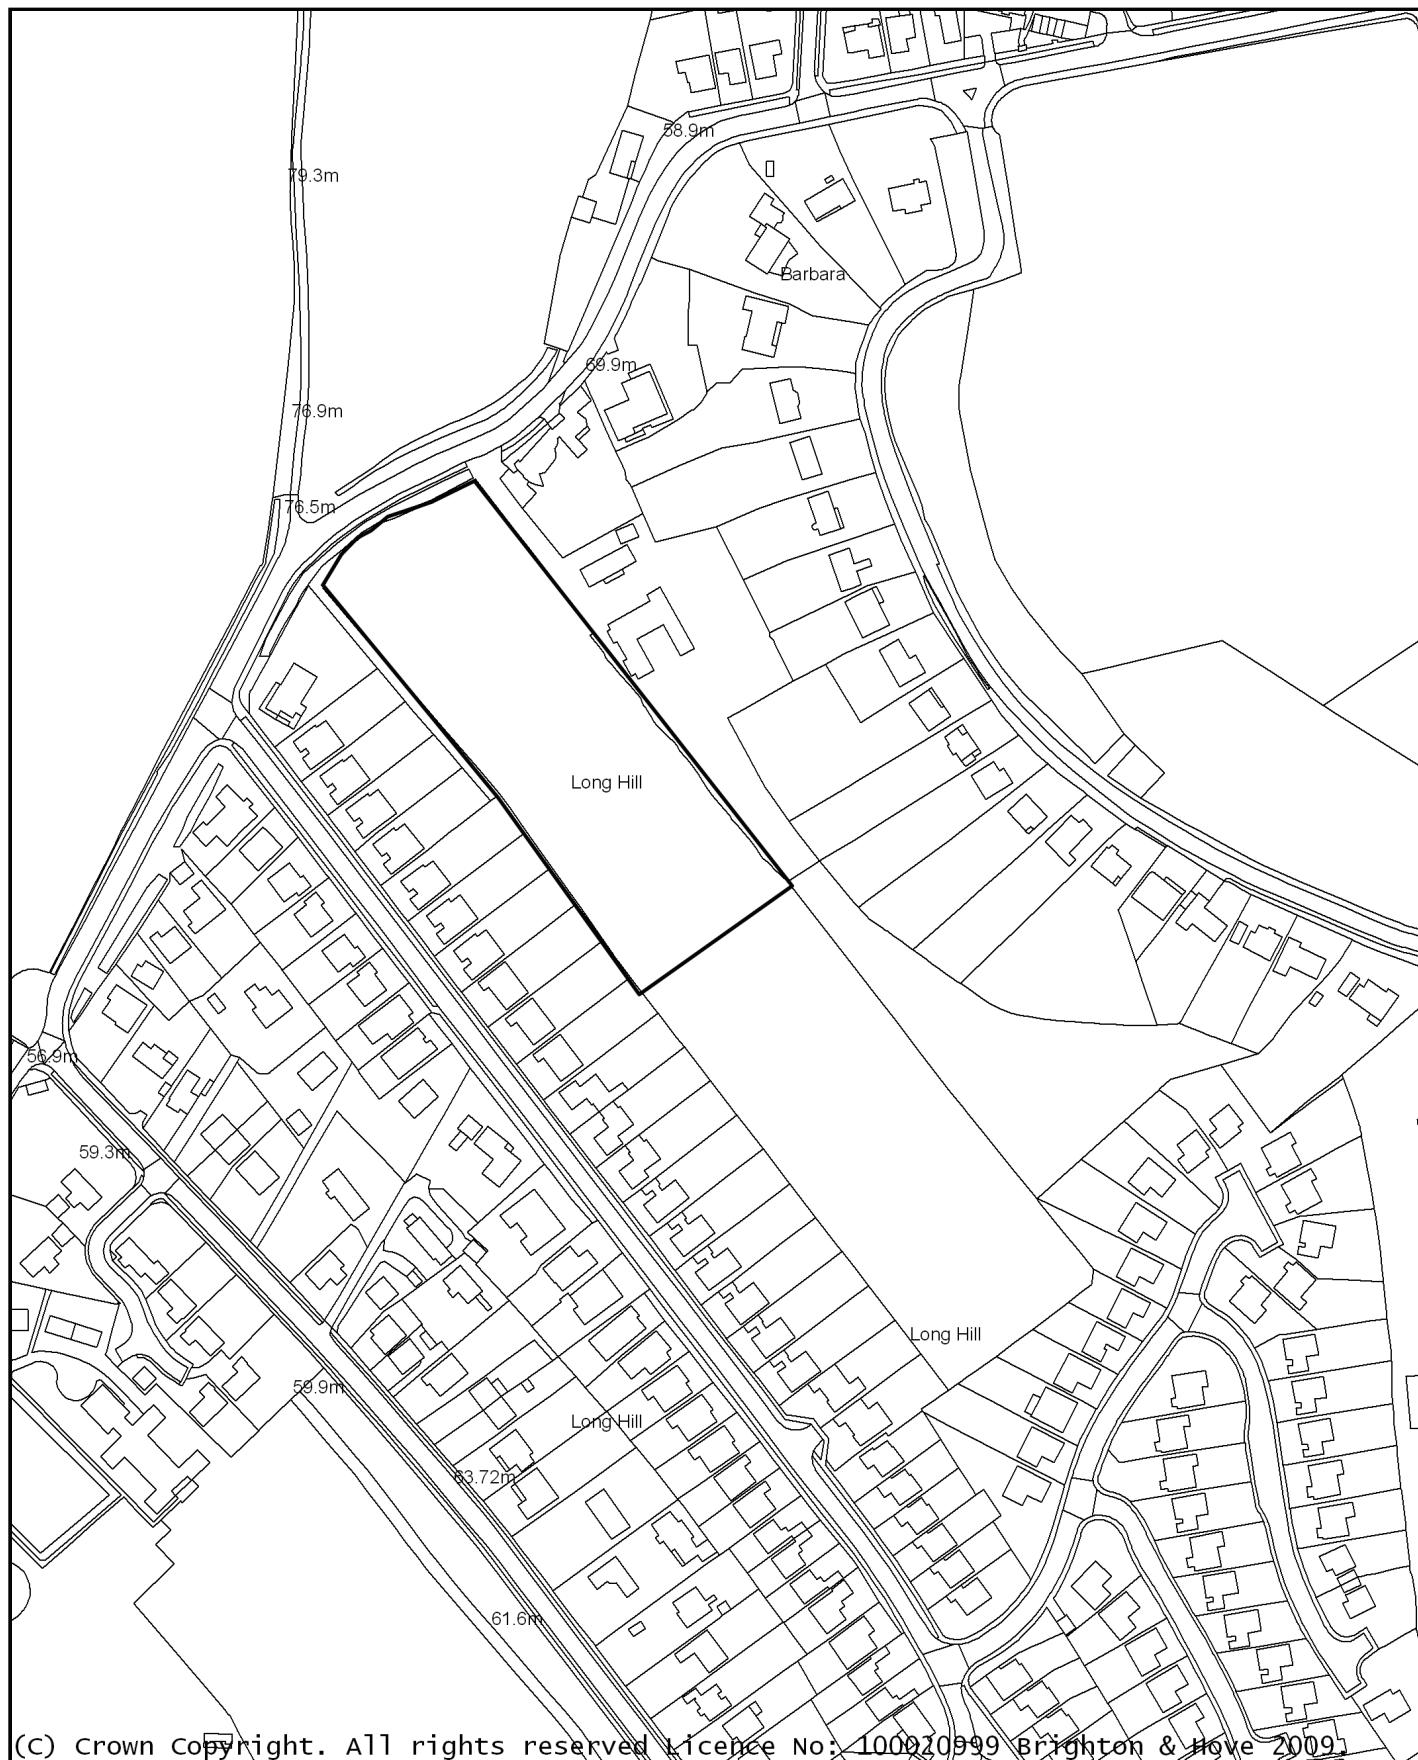 58.9m
79.3m
Barbara
69.9m
76.9m
76.5m
Long Hill
56.9m
59.3m
Long Hill
59.9m
Long Hill
63.72m
61.6m
(C) Crown Copyright. All rights reserved Licence No: 100020999 Brighton & Hove 2009.